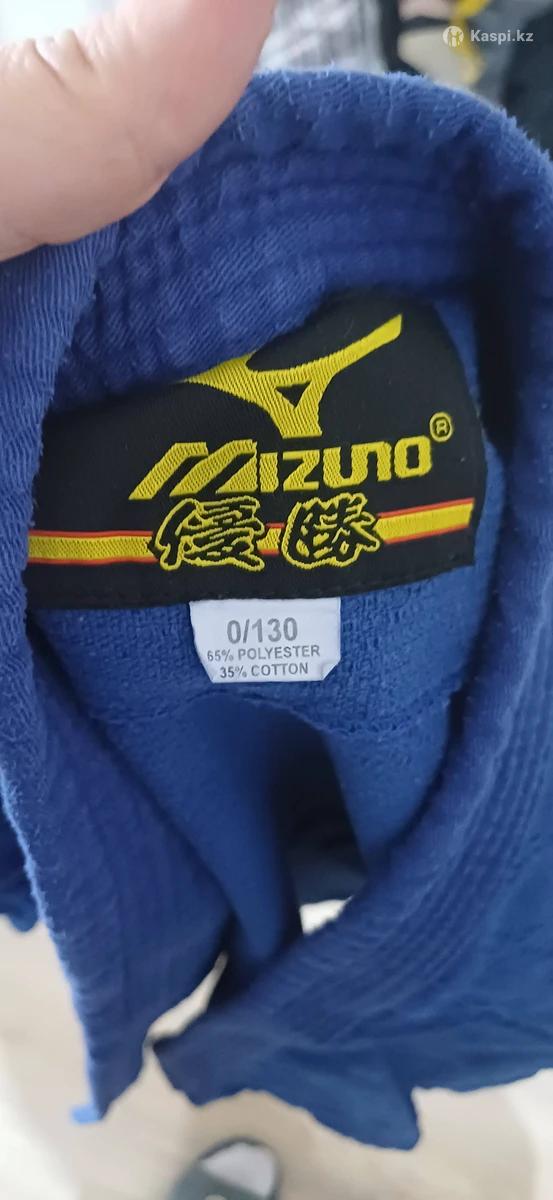 Kaspi.kz
MIZUNO®
優勝
0/130
65% POLYESTER
35% COTTON